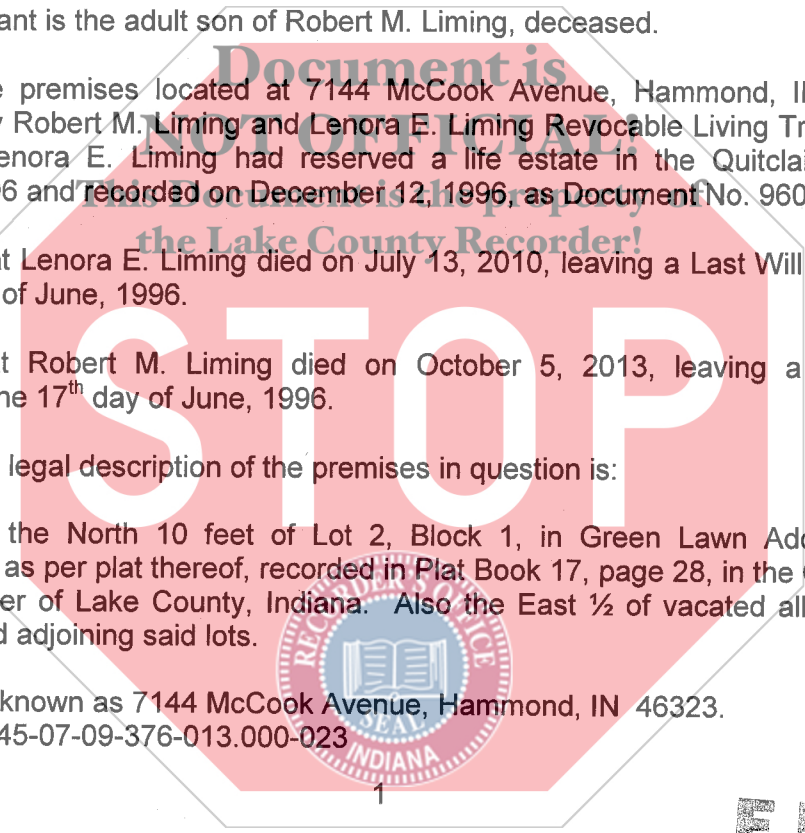 ant is the adult son of Robert M. Liming, deceased.
Document is
premises located at 7144 McCook Avenue, Hammond,
NOT OFFICIAL!
Robert M. Liming and Lenora E. Liming Revocable Living
enora E. Liming had reserved a life estate in the
6 and recorded on December 12, 1996, as Document No. 960
This Document is the property of
the Lake County Recorder!
Lenora E. Liming died on July 13, 2010, leaving a Last Will
of June, 1996.
Robert M. Liming died on October 5, 2013, leaving a
17th day of June, 1996.
legal description of the premises in question is:
STOP
the North 10 feet of Lot 2, Block 1, in Green Lawn
as per plat thereof, recorded in Plat Book 17, page 28, in the
er of Lake County, Indiana. Also the East ½ of vacated
adjoining said lots.
RECORDER'S OFFICE
known as 7144 McCook Avenue, Hammond, IN 46323.
SEAL
45-07-09-376-013.000-023
INDIANA
1